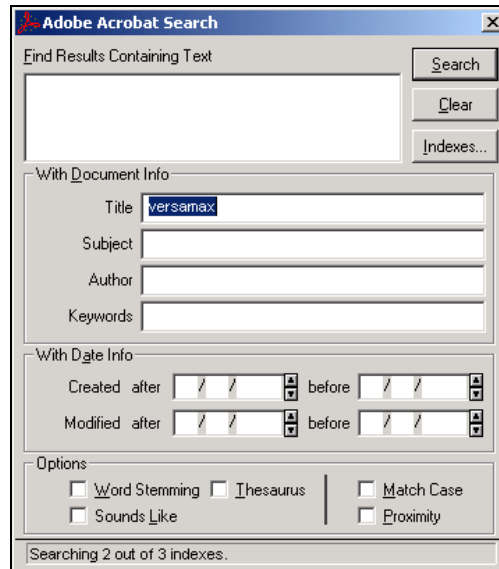 Adobe Acrobat Search
Find Results Containing Text
Search
Clear
Indexes...
With Document Info
Title versamax
Subject
Author
Keywords
With Date Info
Created after / / before / /
Modified after / / before / /
Options
Word Stemming Thesaurus Match Case
Sounds Like Proximity
Searching 2 out of 3 indexes.